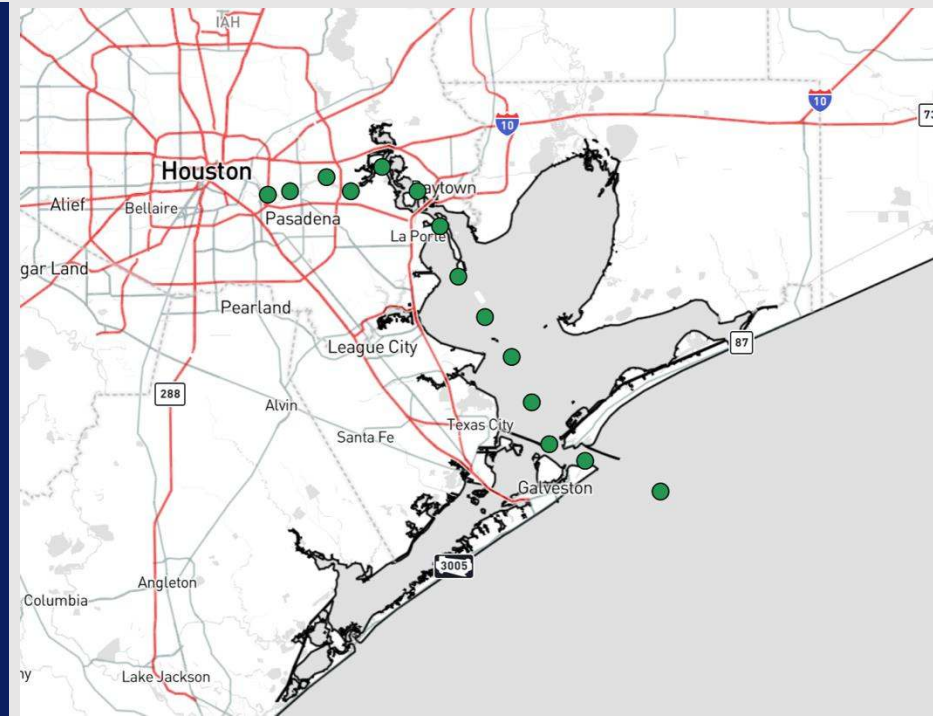 IAH
10
10
73
Houston
Baytown
Alief
Bellaire
Pasadena
La Porte
gar Land
Pearland
League City
87
288
Alvin
Texas City
Santa Fe
Galveston
3005
Angleton
Columbia
Lake Jackson